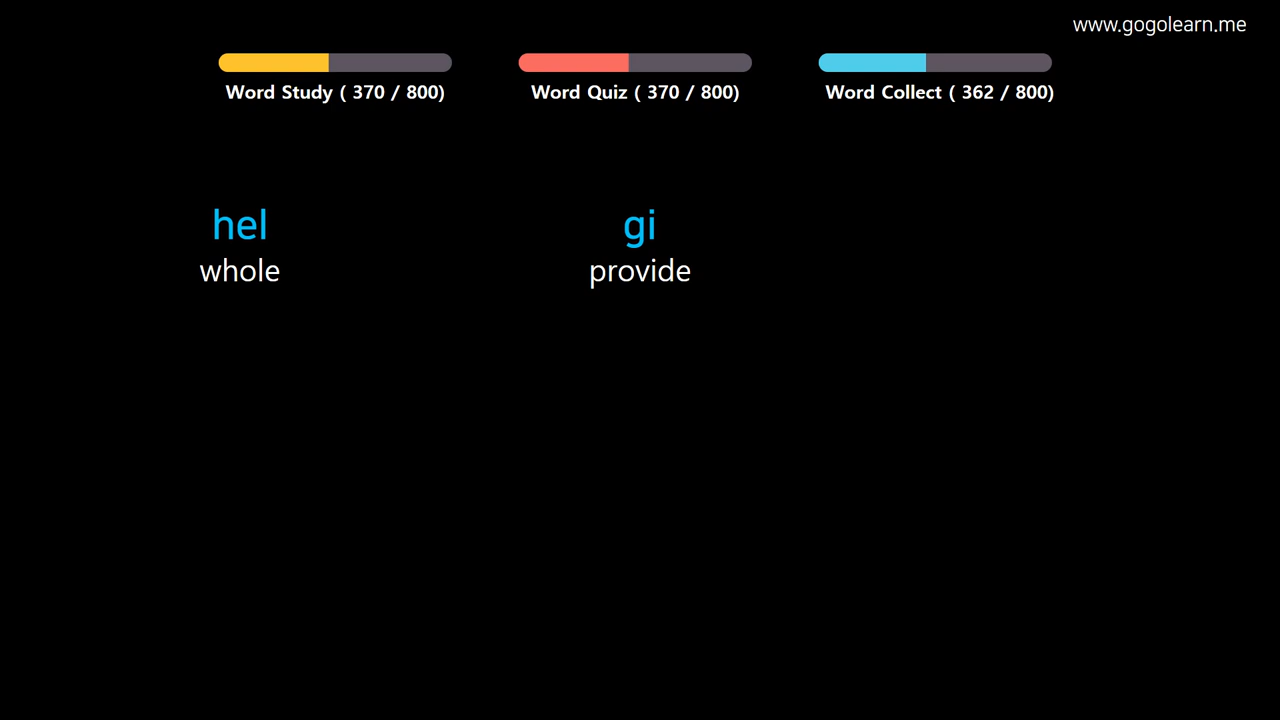 www.gogolearn.me
Word Study ( 370 / 800)
Word Quiz ( 370 / 800)
Word Collect ( 362 / 800)
hel
whole
gi
provide